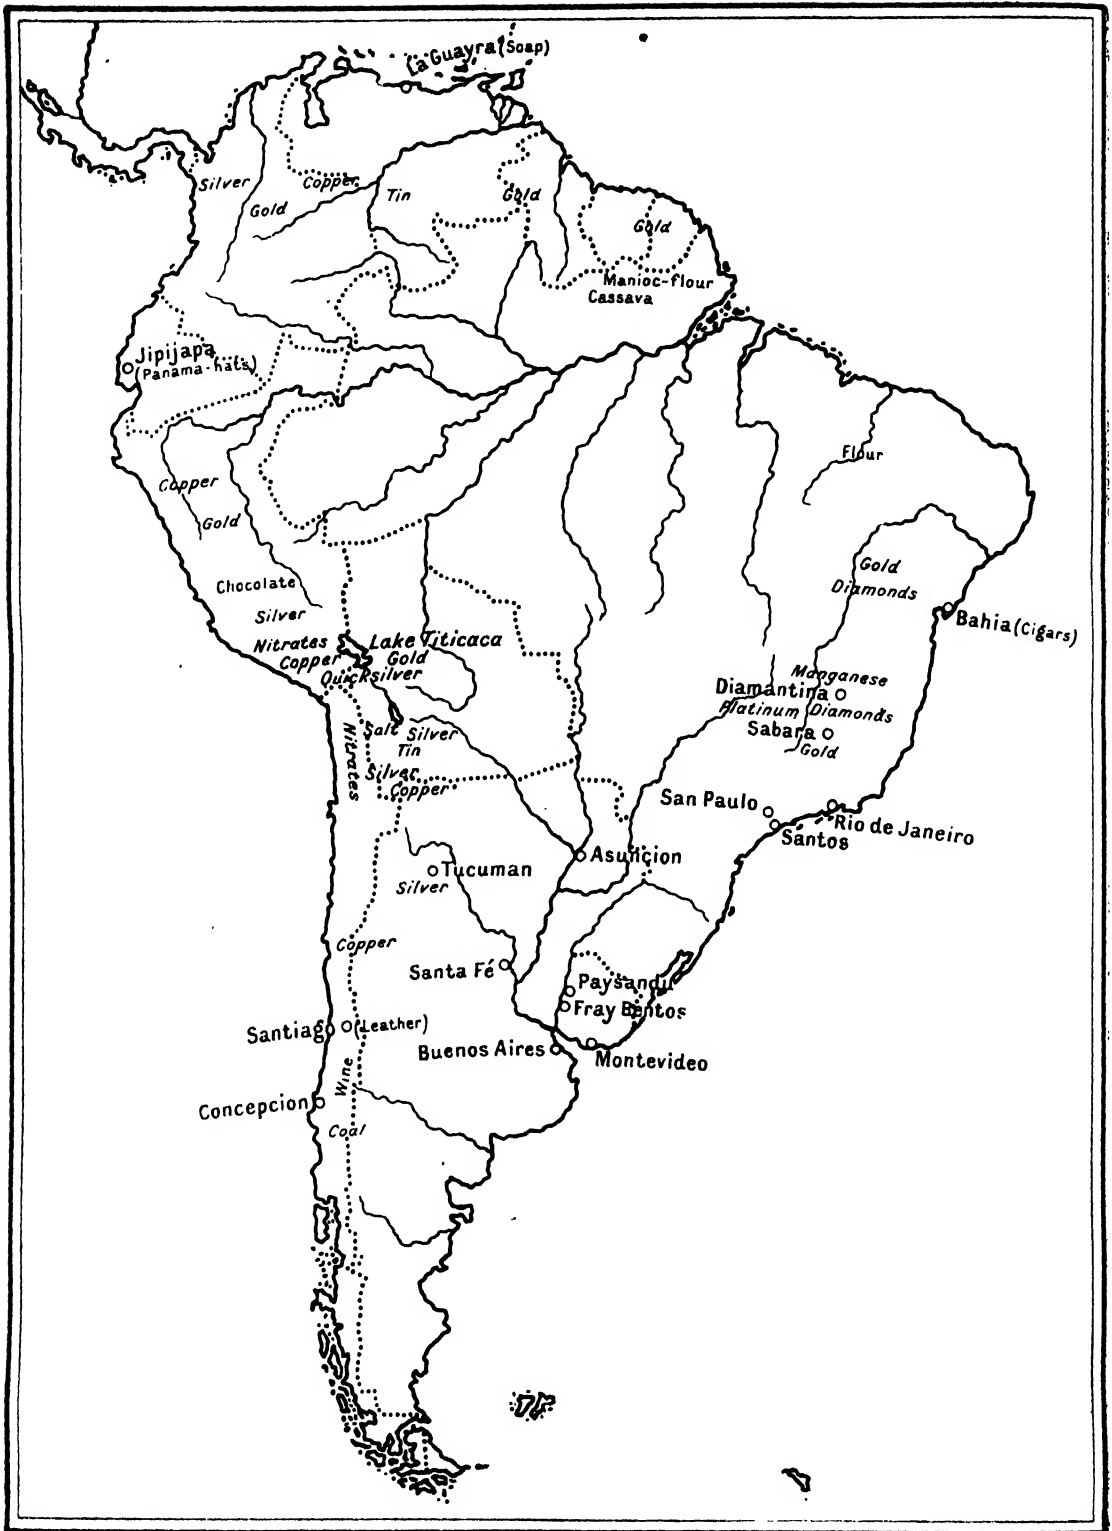 La Guayra (Soap)
Silver
Copper
Tin
Gold
Gold
Gold
Manioc-flour
Cassava
Jipijapa
(Panama-hats)
Flour
Copper
Gold
Gold
Diamonds
Chocolate
Silver
Bahia (Cigars)
Nitrates
Lake Titicaca
Copper
Gold
Quicksilver
Manganese
Diamantina
Platinum Diamonds
Sabara
Gold
Nitrates
Salt Silver
Tin
Silver
Copper
San Paulo
Rio de Janeiro
Santos
Asuncion
Tucuman
Silver
Copper
Santa Fé
Paysandu
Fray Bentos
Santiago (Leather)
Buenos Aires
Montevideo
Wine
Concepcion
Coal